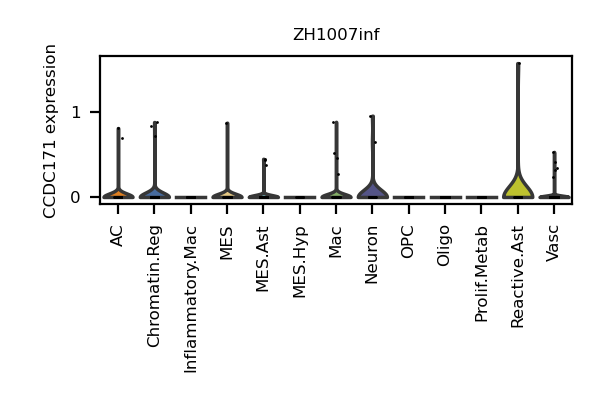 ZH1007inf
CCDC171 expression
1
0
AC
Chromatin.Reg
Inflammatory.Mac
MES
MES.Ast
MES.Hyp
Mac
Neuron
OPC
Oligo
Prolif.Metab
Reactive.Ast
Vasc